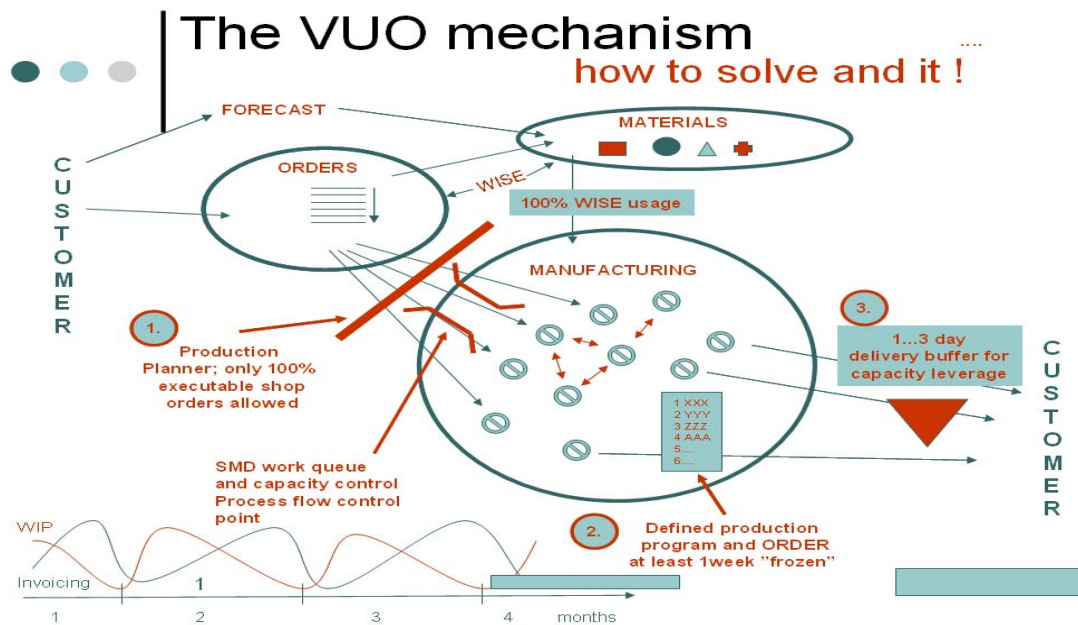 The VUO mechanism
....
how to solve and it !
FORECAST
MATERIALS
CUSTOMER
ORDERS
WISE
100% WISE usage
MANUFACTURING
1.
Production
Planner; only 100%
executable shop
orders allowed
3.
1...3 day
delivery buffer for
capacity leverage
CUSTOMER
1 XXX
2 YYY
3 ZZZ
4 AAA
5....
6....
SMD work queue
and capacity control
Process flow control
point
2.
Defined production
program and ORDER
at least 1week "frozen"
WIP
Invoicing
1
1
2
3
4
months